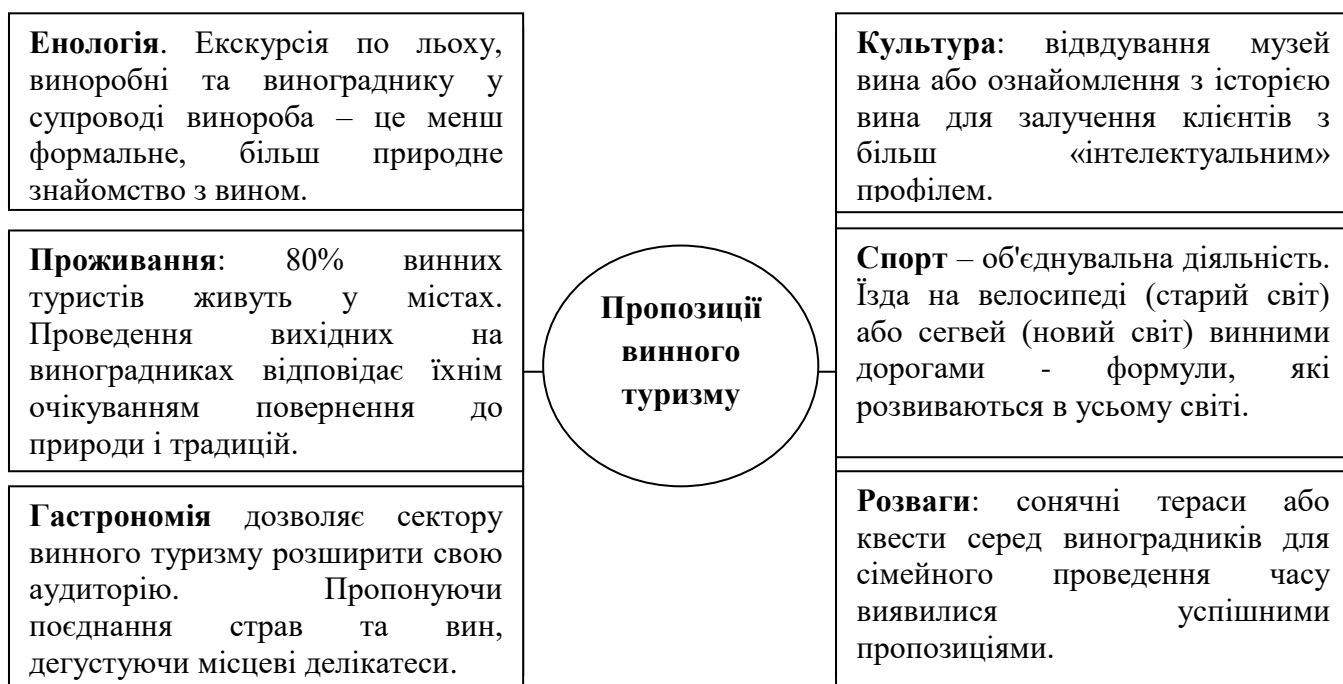 Енологія. Екскурсія по льоху,
виноробні та винограднику у
супроводі винороба – це менш
формальне, більш природне
знайомство з вином.
Проживання: 80% винних
туристів живуть у містах.
Проведення вихідних на
виноградниках відповідає їхнім
очікуванням повернення до
природи і традицій.
Гастрономія дозволяє сектору
винного туризму розширити свою
аудиторію. Пропонуючи
поєднання страв та вин,
дегустуючи місцеві делікатеси.
Пропозиції
винного
туризму
Культура: відвдування музей
вина або ознайомлення з історією
вина для залучення клієнтів з
більш «інтелектуальним»
профілем.
Спорт – об'єднувальна діяльність.
Їзда на велосипеді (старий світ)
або сегвей (новий світ) винними
дорогами - формули, які
розвиваються в усьому світі.
Розваги: сонячні тераси або
квести серед виноградників для
сімейного проведення часу
виявилися успішними
пропозиціями.